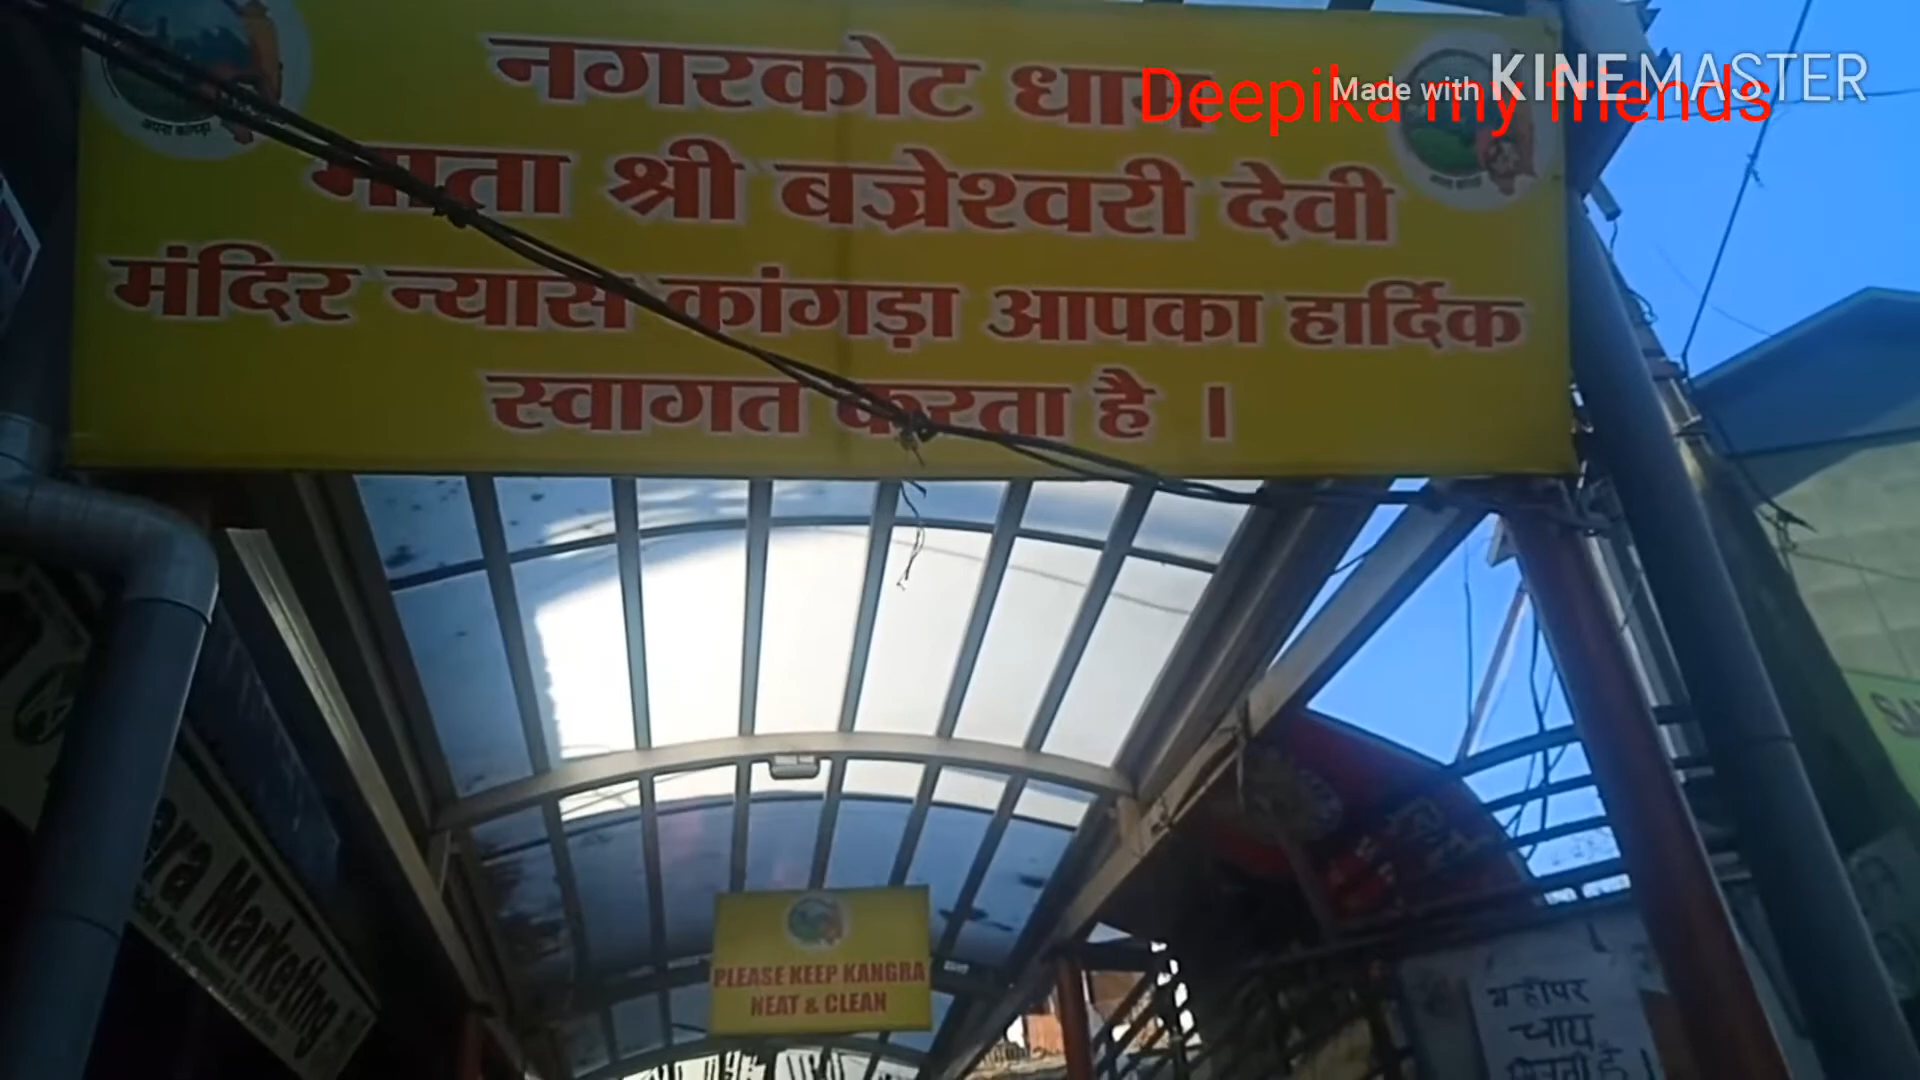 नगरकोट धाम
माता श्री बज्रेश्वरी देवी
मंदिर न्यास कांगड़ा आपका हार्दिक
स्वागत करता है ।
Deepika my friends
Made with KINEMASTER
PLEASE KEEP KANGRA
NEAT & CLEAN
Marketing
चाय